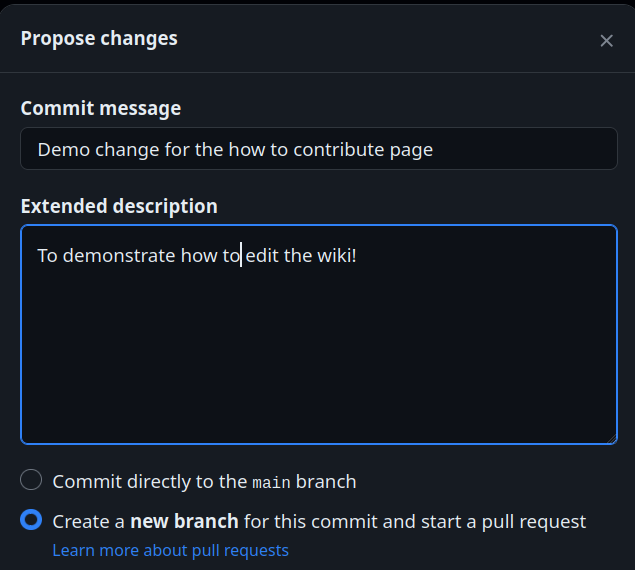 Propose changes
Commit message
Demo change for the how to contribute page
Extended description
To demonstrate how to edit the wiki!
Commit directly to the main branch
Create a new branch for this commit and start a pull request
Learn more about pull requests